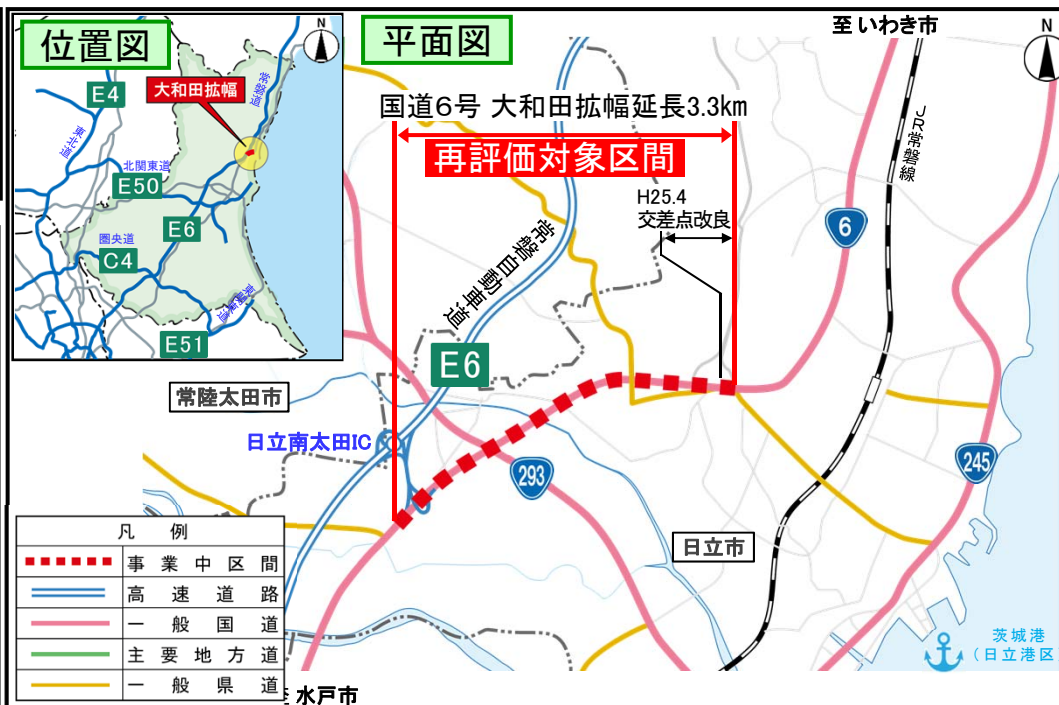 位置図
N
E4
大和田拡幅
常磐道
東北道
北関東道
E50
E6
圏央道
C4
東関東道
E51
平面図
至 いわき市
N
国道6号 大和田拡幅延長3.3km
再評価対象区間
H25.4
交差点改良
JR常磐線
6
常磐自動車道
E6
常陸太田市
日立南太田IC
293
245
日立市
凡 例
事業中区間
高速道路
一般国道
主要地方道
一般県道
水戸市
茨城港
(日立港区